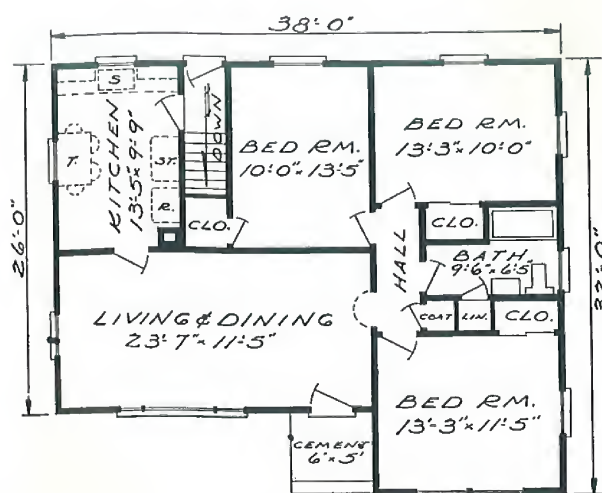 38'-0"
S
T.
KITCHEN
13'-5" x 9'-9"
ST.
R.
DOWN
CLO.
BED RM.
10'-0" x 13'-5"
BED RM.
13'-3" x 10'-0"
CLO.
HALL
BATH
9'-6" x 6'-5"
COAT
LIN.
CLO.
26'-0"
LIVING & DINING
23'-7" x 11'-5"
CEMENT
6' x 5'
BED RM.
13'-3" x 11'-5"